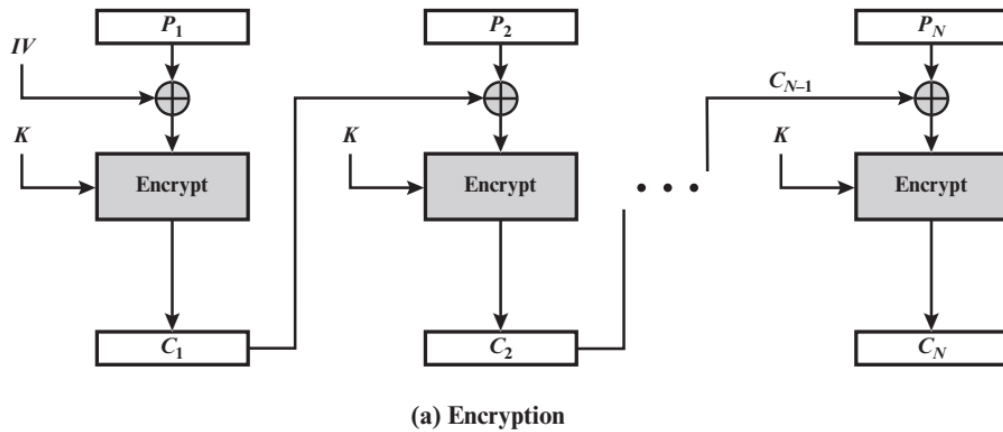 P1 P2 PN
IV
CN–1
K K K
Encrypt Encrypt Encrypt
C1 C2 CN
(a) Encryption